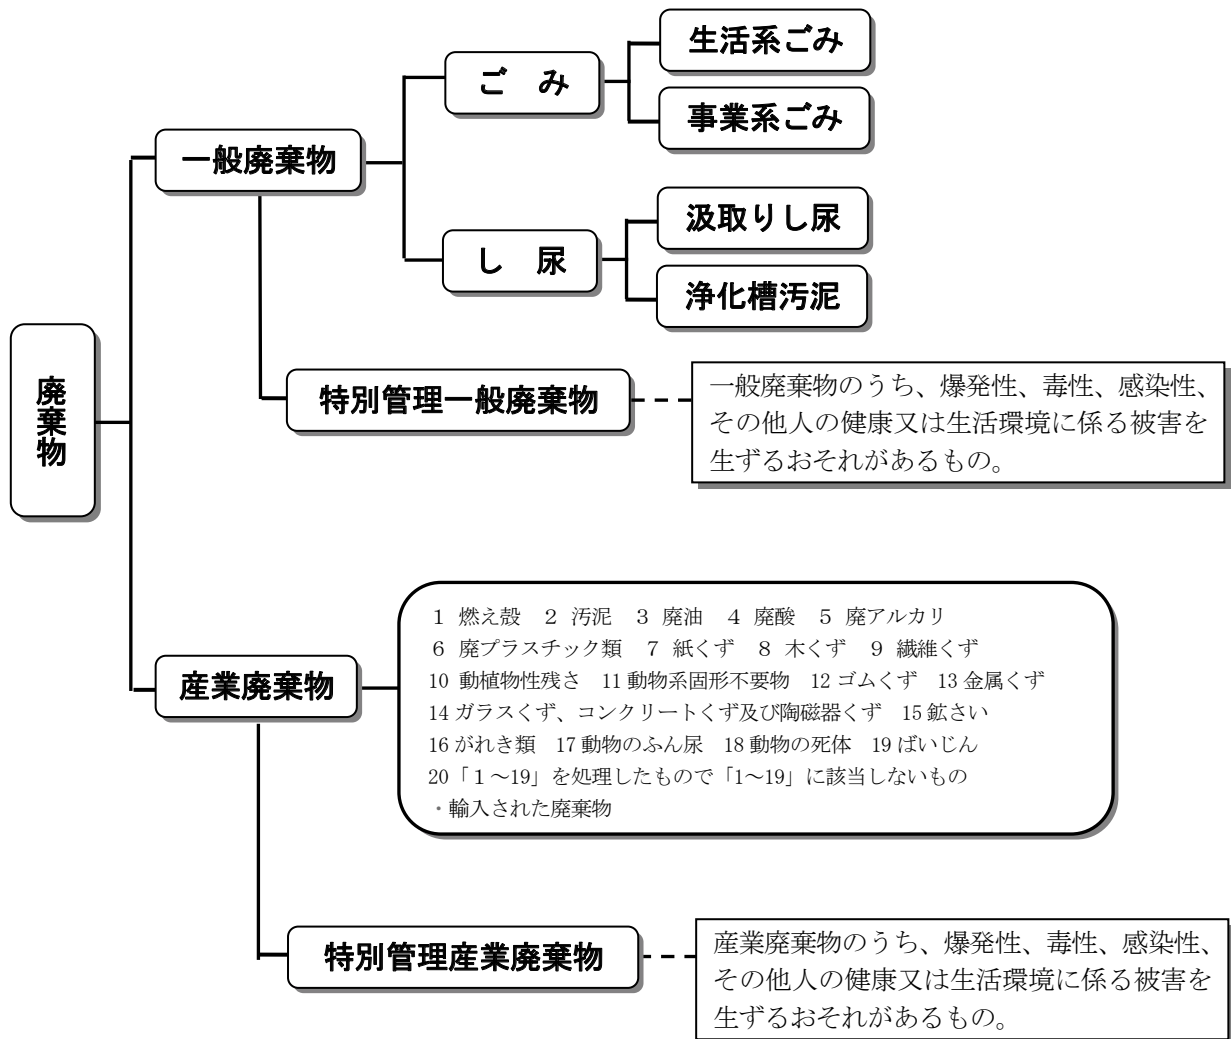 生活系ごみ
ごみ
事業系ごみ
一般廃棄物
汲取りし尿
し尿
浄化槽汚泥
廃棄物
特別管理一般廃棄物
一般廃棄物のうち、爆発性、毒性、感染性、
その他人の健康又は生活環境に係る被害を
生ずるおそれがあるもの。
産業廃棄物
1 燃え殻 2 汚泥 3 廃油 4 廃酸 5 廃アルカリ
6 廃プラスチック類 7 紙くず 8 木くず 9 繊維くず
10 動植物性残さ 11 動物系固形不要物 12 ゴムくず 13 金属くず
14 ガラスくず、コンクリートくず及び陶磁器くず 15 鉱さい
16 がれき類 17 動物のふん尿 18 動物の死体 19 ばいじん
20「1～19」を処理したもので「1～19」に該当しないもの
・輸入された廃棄物
特別管理産業廃棄物
産業廃棄物のうち、爆発性、毒性、感染性、
その他人の健康又は生活環境に係る被害を
生ずるおそれがあるもの。